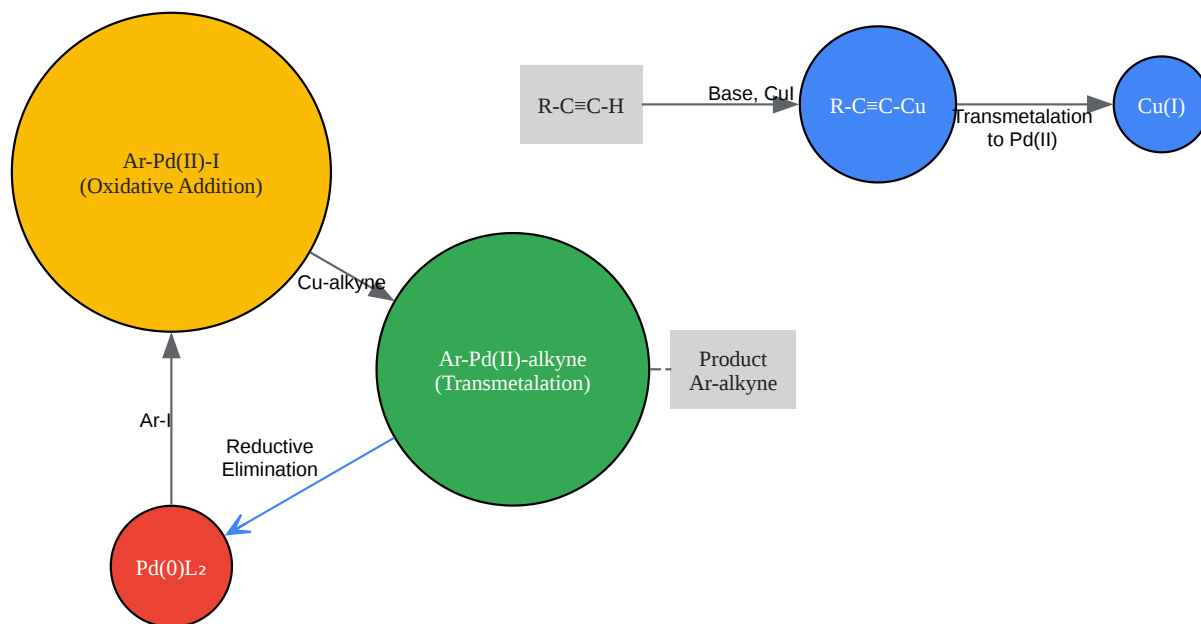 R-C≡C-H
Base, CuI
R-C≡C-Cu
Transmetalation
to Pd(II)
Cu(I)
Ar-Pd(II)-I
(Oxidative Addition)
Cu-alkyne
Ar-Pd(II)-alkyne
(Transmetalation)
Product
Ar-alkyne
Ar-I
Reductive
Elimination
Pd(0)L₂